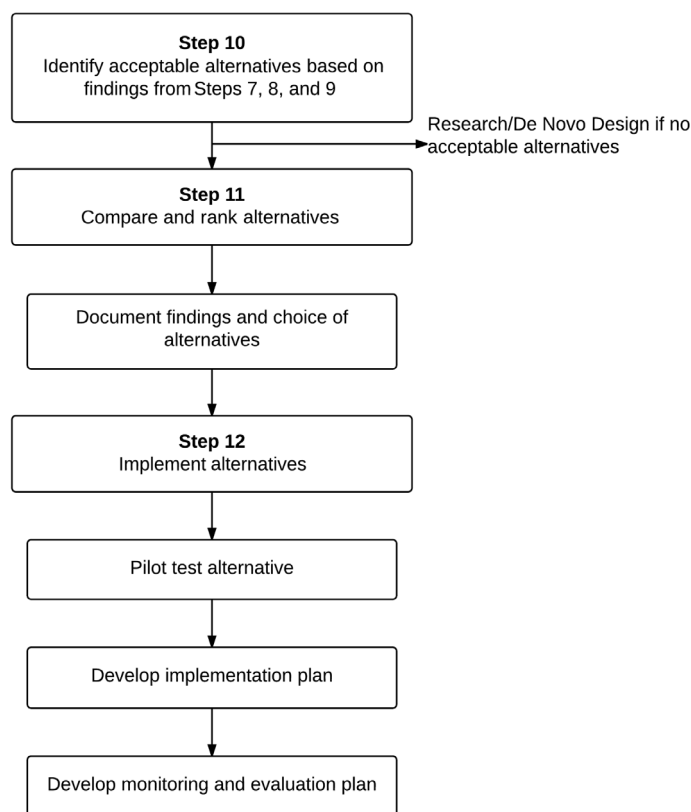 Step 10
Identify acceptable alternatives based on
findings from Steps 7, 8, and 9
Research/De Novo Design if no
acceptable alternatives
Step 11
Compare and rank alternatives
Document findings and choice of
alternatives
Step 12
Implement alternatives
Pilot test alternative
Develop implementation plan
Develop monitoring and evaluation plan